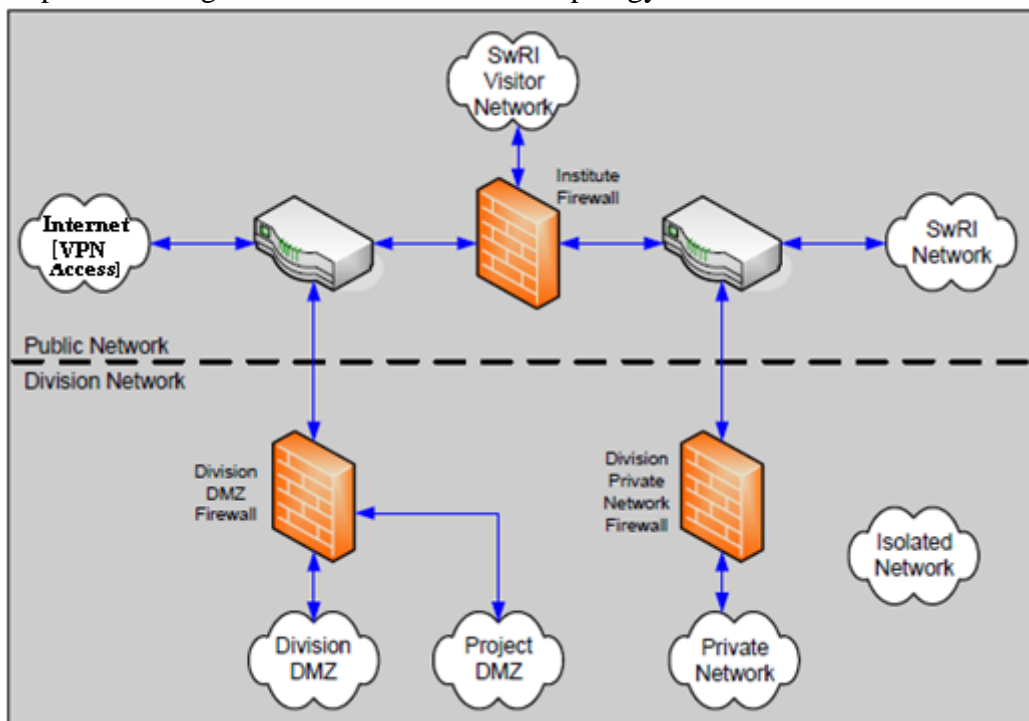 SwRI
Visitor
Network
Institute
Firewall
Internet
[VPN
Access]
SwRI
Network
Public Network
Division Network
Division
DMZ
Firewall
Division
Private
Network
Firewall
Isolated
Network
Division
DMZ
Project
DMZ
Private
Network